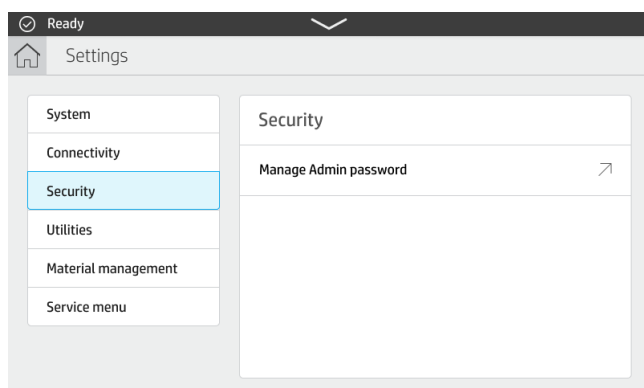 Ready
Settings
System
Connectivity
Security
Utilities
Material management
Service menu
Security
Manage Admin password